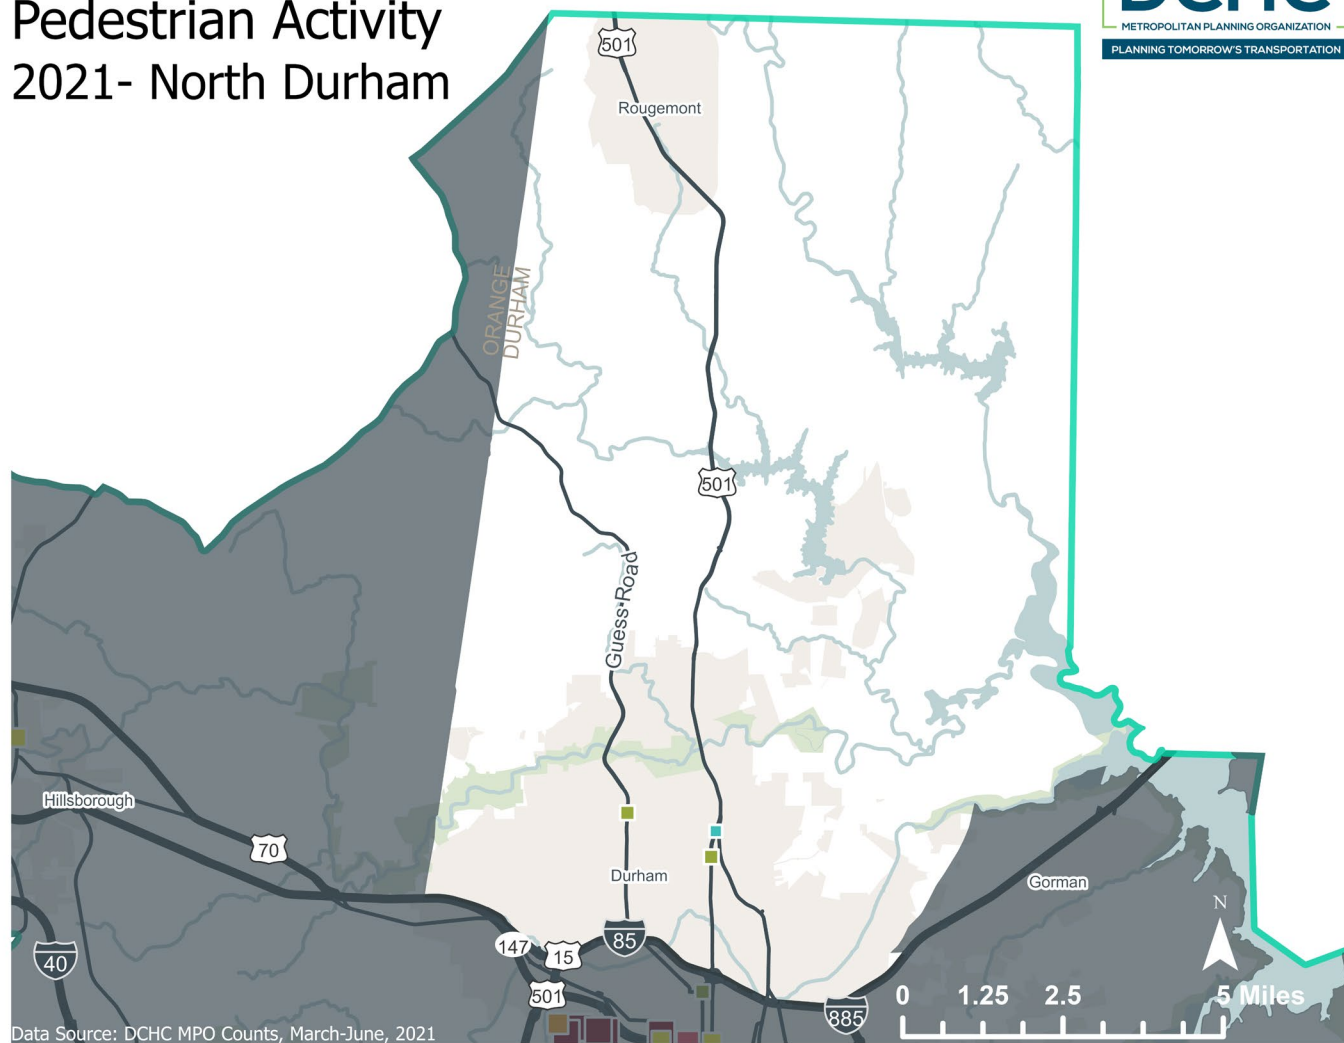 Pedestrian Activity
2021- North Durham
DCHC
METROPOLITAN PLANNING ORGANIZATION
PLANNING TOMORROW'S TRANSPORTATION
501
Rougemont
ORANGE
DURHAM
501
Guess Road
Hillsborough
70
Durham
Gorman
N
147
15
85
40
501
885
0 1.25 2.5 5 Miles
Data Source: DCHC MPO Counts, March-June, 2021